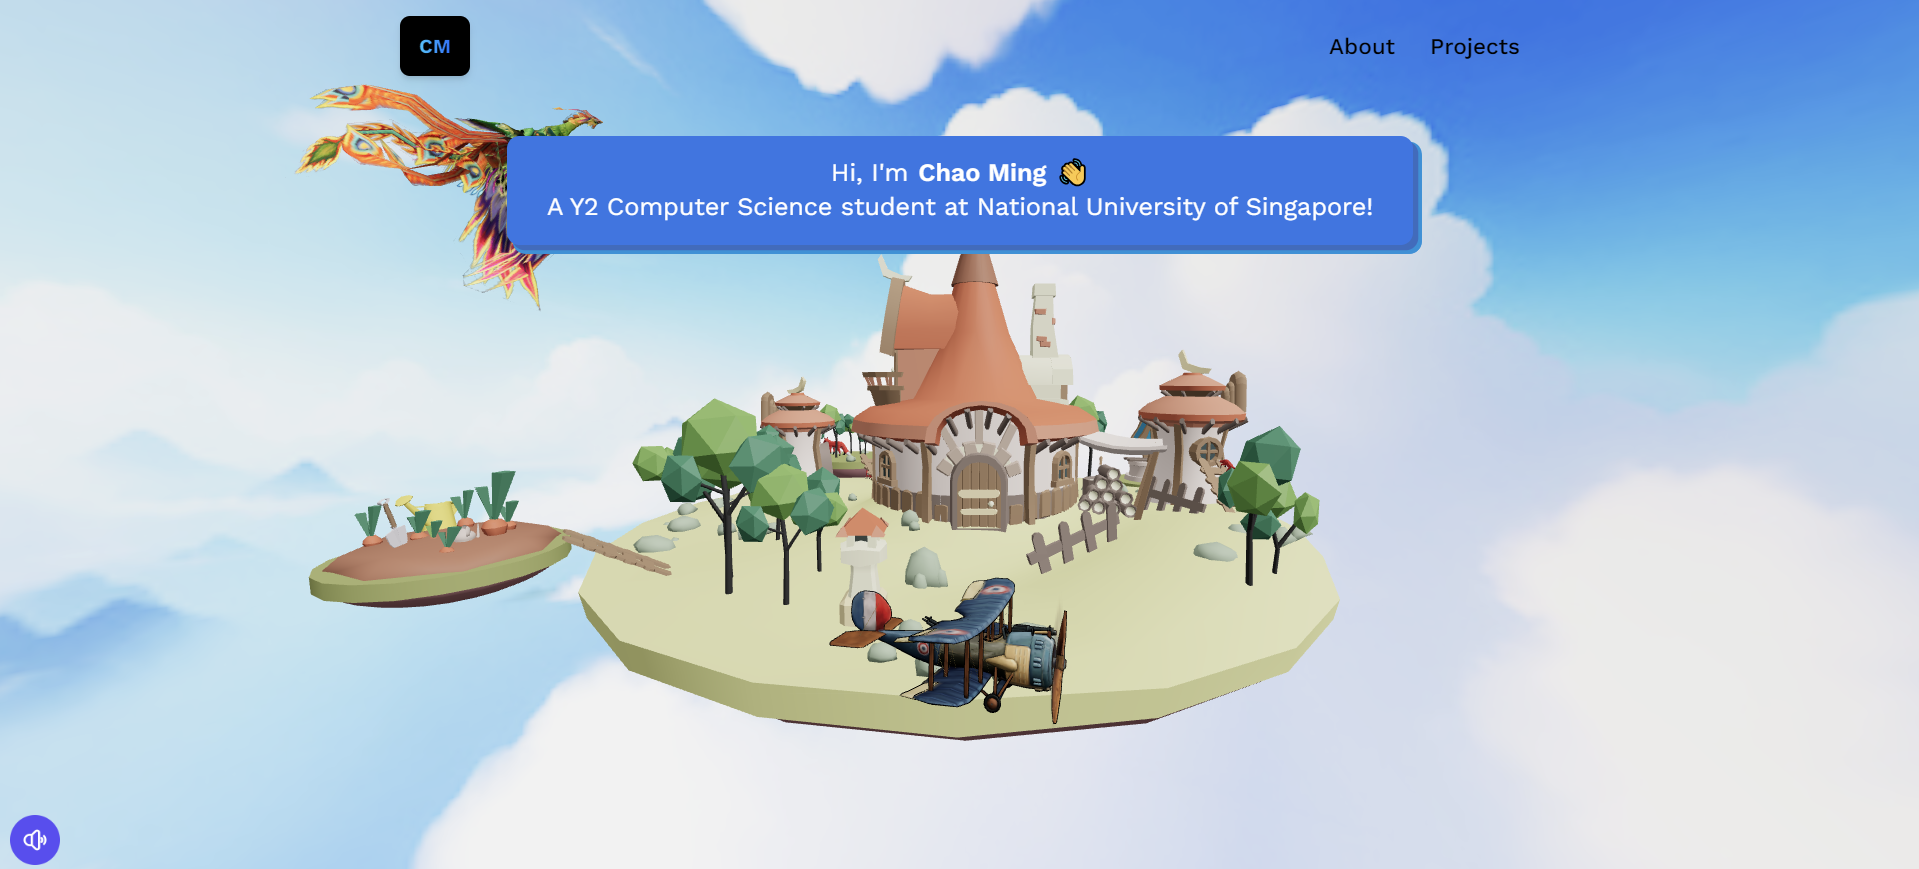 CM
About
Projects
Hi, I'm Chao Ming 👋
A Y2 Computer Science student at National University of Singapore!